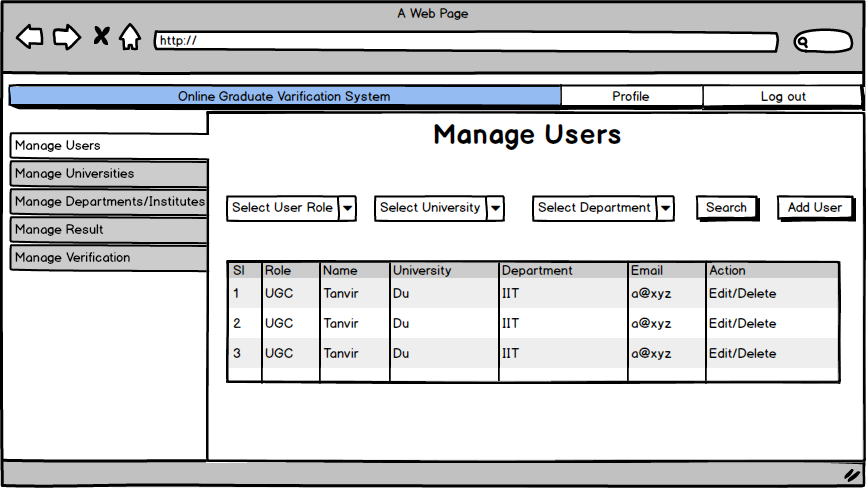 A Web Page
http://
Online Graduate Varification System Profile Log out
Manage Users
Manage Universities
Manage Departments/Institutes
Manage Result
Manage Verification
Manage Users
Select User Role Select University Select Department Search Add User
Sl Role Name University Department Email Action
1 UGC Tanvir Du IIT a@xyz Edit/Delete
2 UGC Tanvir Du IIT a@xyz Edit/Delete
3 UGC Tanvir Du IIT a@xyz Edit/Delete